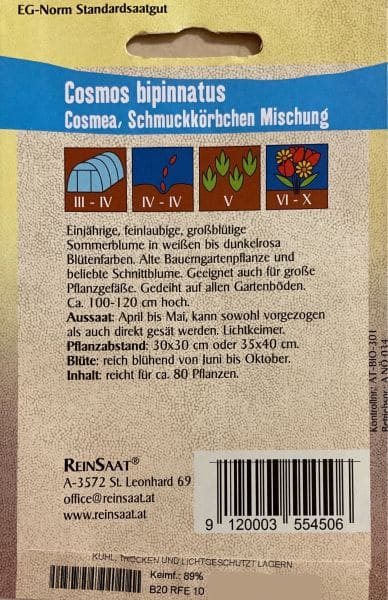 EG-Norm Standardsaatgut
Cosmos bipinnatus
Cosmea, Schmuckkörbchen Mischung
III - IV IV - IV V VI - X
Einjährige, feinlaubige, großblütige
Sommerblume in weißen bis dunkelrosa
Blütenfarben. Alte Bauerngartenpflanze und
beliebte Schnittblume. Geeignet auch für große
Pflanzgefäße. Gedeiht auf allen Gartenböden.
Ca. 100-120 cm hoch.
Aussaat: April bis Mai, kann sowohl vorgezogen
als auch direkt gesät werden. Lichtkeimer.
Pflanzabstand: 30x30 cm oder 35x40 cm.
Blüte: reich blühend von Juni bis Oktober.
Inhalt: reicht für ca. 80 Pflanzen.
REINSAAT®
A-3572 St. Leonhard 69
office@reinsaat.at
www.reinsaat.at
9 120003 554506
Kontrollnr.: AT-BIO-301
ANÖ 034
KÜHL, TROCKEN UND LICHTGESCHÜTZT LAGERN
Keimf.: 89%
B20 RFE 10